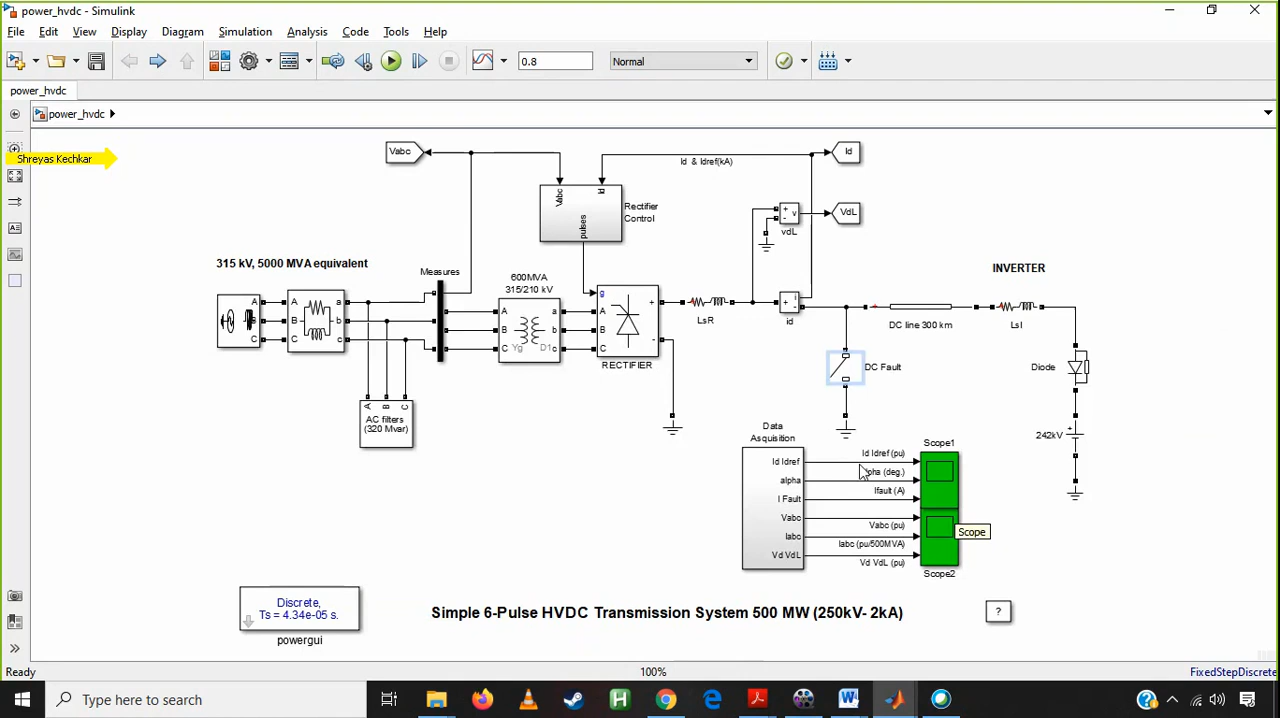 power_hvdc - Simulink
File Edit View Display Diagram Simulation Analysis Code Tools Help
0.8
Normal
power_hvdc
power_hvdc
Shreyas Kechkar
Vabc
Id
Id & Idref(kA)
Vabc
Id
pulses
Rectifier
Control
v
VdL
vdL
315 kV, 5000 MVA equivalent
Measures
600MVA
315/210 kV
INVERTER
A
B
C
A
B
C
a
b
c
A
B
C
a
b
c
Yg
D1
g
A
B
C
+
-
RECTIFIER
LsR
i
id
DC line 300 km
LsI
DC Fault
Diode
242kV
A B C
AC filters
(320 Mvar)
Data
Acquisition
Id Idref
alpha
I Fault
Vabc
Iabc
Vd VdL
Id Idref (pu)
Ifault (A)
Vabc (pu)
Iabc (pu/500MVA)
Vd VdL (pu)
Scope1
Scope
Scope2
Discrete,
Ts = 4.34e-05 s.
powergui
Simple 6-Pulse HVDC Transmission System 500 MW (250kV- 2kA)
?
Ready
100%
FixedStepDiscrete
Type here to search